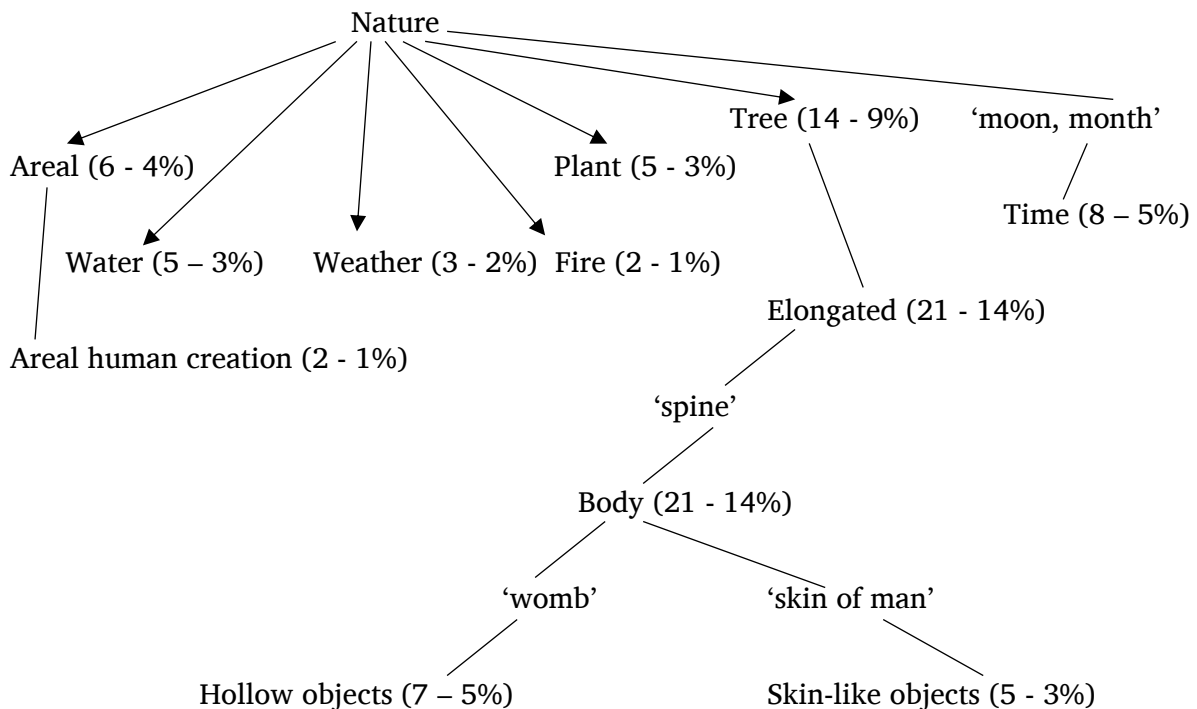 Nature
Tree (14 - 9%) ‘moon, month’
Areal (6 - 4%) Plant (5 - 3%)
Time (8 – 5%)
Water (5 – 3%) Weather (3 - 2%) Fire (2 - 1%)
Elongated (21 - 14%)
Areal human creation (2 - 1%)
‘spine’
Body (21 - 14%)
‘womb’ ‘skin of man’
Hollow objects (7 – 5%) Skin-like objects (5 - 3%)